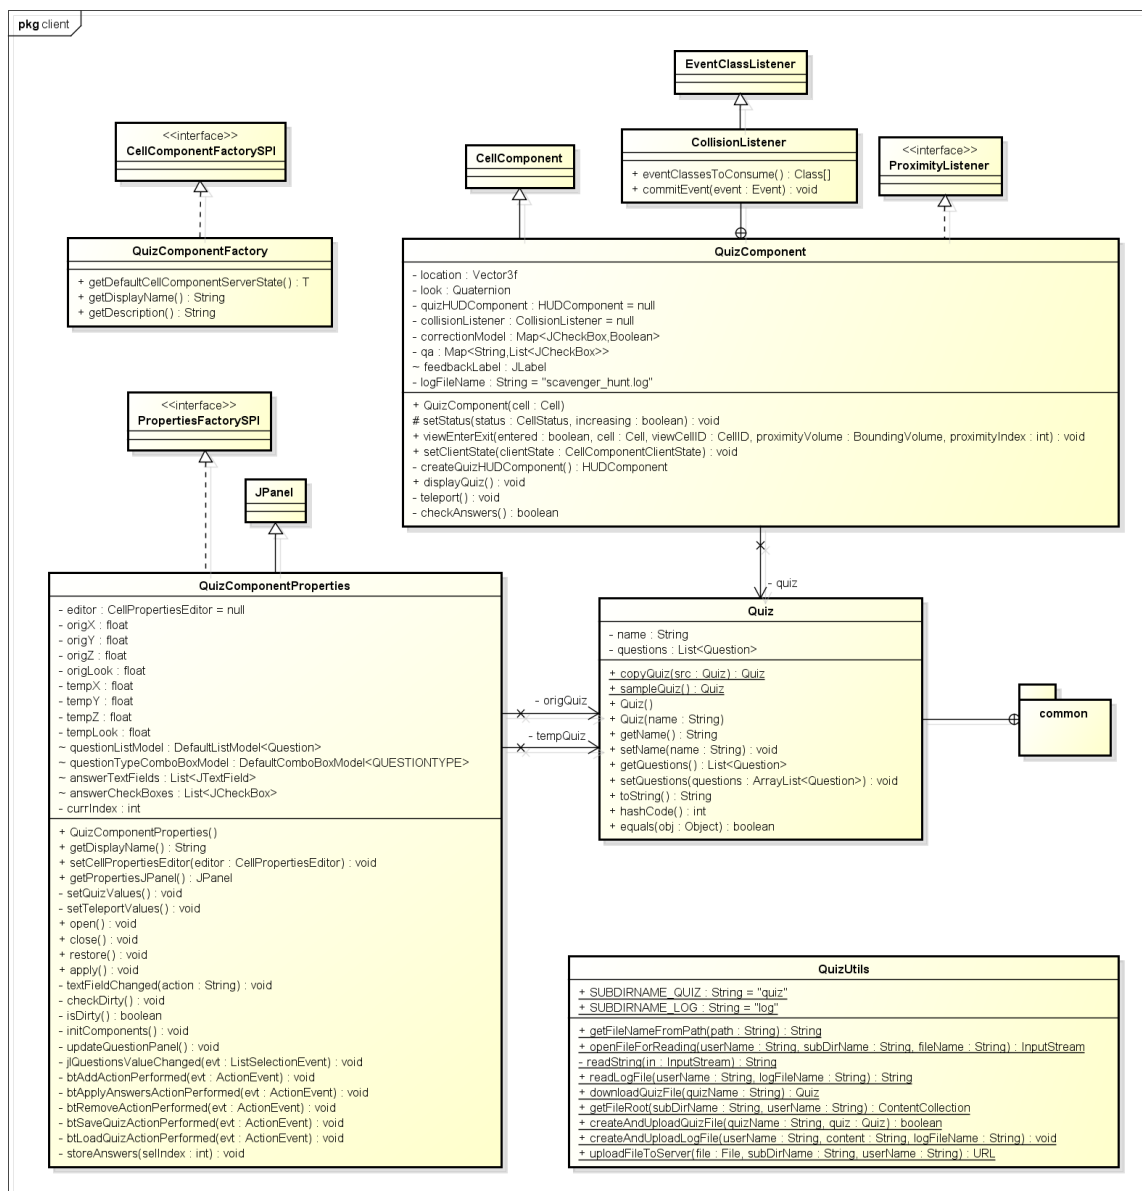 pkg client
EventClassListener
<<interface>>
CellComponentFactorySPI
CellComponent
CollisionListener
+ eventClassesToConsume() : Class[]
+ commitEvent(event : Event) : void
<<interface>>
ProximityListener
QuizComponentFactory
+ getDefaultCellComponentServerState() : T
+ getDisplayName() : String
+ getDescription() : String
QuizComponent
- location : Vector3f
- look : Quaternion
- quizHUDComponent : HUDComponent = null
- collisionListener : CollisionListener = null
- correctionModel : Map<JCheckBox,Boolean>
- qa : Map<String,List<JCheckBox>>
~ feedbackLabel : JLabel
- logFileName : String = "scavenger_hunt.log"
+ QuizComponent(cell : Cell)
# setStatus(status : CellStatus, increasing : boolean) : void
+ viewEnterExit(entered : boolean, cell : Cell, viewCellID : CellID, proximityVolume : BoundingVolume, proximityIndex : int) : void
+ setClientState(clientState : CellComponentClientState) : void
- createQuizHUDComponent() : HUDComponent
+ displayQuiz() : void
- teleport() : void
- checkAnswers() : boolean
<<interface>>
PropertiesFactorySPI
JPanel
QuizComponentProperties
- editor : CellPropertiesEditor = null
- origX : float
- origY : float
- origZ : float
- origLook : float
- tempX : float
- tempY : float
- tempZ : float
- tempLook : float
~ questionListModel : DefaultListModel<Question>
~ questionTypeComboBoxModel : DefaultComboBoxModel<QUESTIONTYPE>
~ answerTextFields : List<JTextField>
~ answerCheckBoxes : List<JCheckBox>
- currIndex : int
+ QuizComponentProperties()
+ getDisplayName() : String
+ setCellPropertiesEditor(editor : CellPropertiesEditor) : void
+ getPropertiesJPanel() : JPanel
- setQuizValues() : void
- setTeleportValues() : void
+ open() : void
+ close() : void
+ restore() : void
+ apply() : void
- textFieldChanged(action : String) : void
- checkDirty() : void
- isDirty() : boolean
- initComponents() : void
- updateQuestionPanel() : void
- jlQuestionsValueChanged(evt : ListSelectionEvent) : void
- btAddActionPerformed(evt : ActionEvent) : void
- btApplyAnswersActionPerformed(evt : ActionEvent) : void
- btRemoveActionPerformed(evt : ActionEvent) : void
- btSaveQuizActionPerformed(evt : ActionEvent) : void
- btLoadQuizActionPerformed(evt : ActionEvent) : void
- storeAnswers(selIndex : int) : void
- quiz
- origQuiz
- tempQuiz
Quiz
- name : String
- questions : List<Question>
+ copyQuiz(src : Quiz) : Quiz
+ sampleQuiz() : Quiz
+ Quiz()
+ Quiz(name : String)
+ getName() : String
+ setName(name : String) : void
+ getQuestions() : List<Question>
+ setQuestions(questions : ArrayList<Question>) : void
+ toString() : String
+ hashCode() : int
+ equals(obj : Object) : boolean
common
QuizUtils
+ SUBDIRNAME_QUIZ : String = "quiz"
+ SUBDIRNAME_LOG : String = "log"
+ getFileNameFromPath(path : String) : String
+ openFileForReading(userName : String, subDirName : String, fileName : String) : InputStream
- readString(in : InputStream) : String
+ readLogFile(userName : String, logFileName : String) : String
+ downloadQuizFile(quizName : String) : Quiz
+ getFileRoot(subDirName : String, userName : String) : ContentCollection
+ createAndUploadQuizFile(quizName : String, quiz : Quiz) : boolean
+ createAndUploadLogFile(userName : String, content : String, logFileName : String) : void
+ uploadFileToServer(file : File, subDirName : String, userName : String) : URL